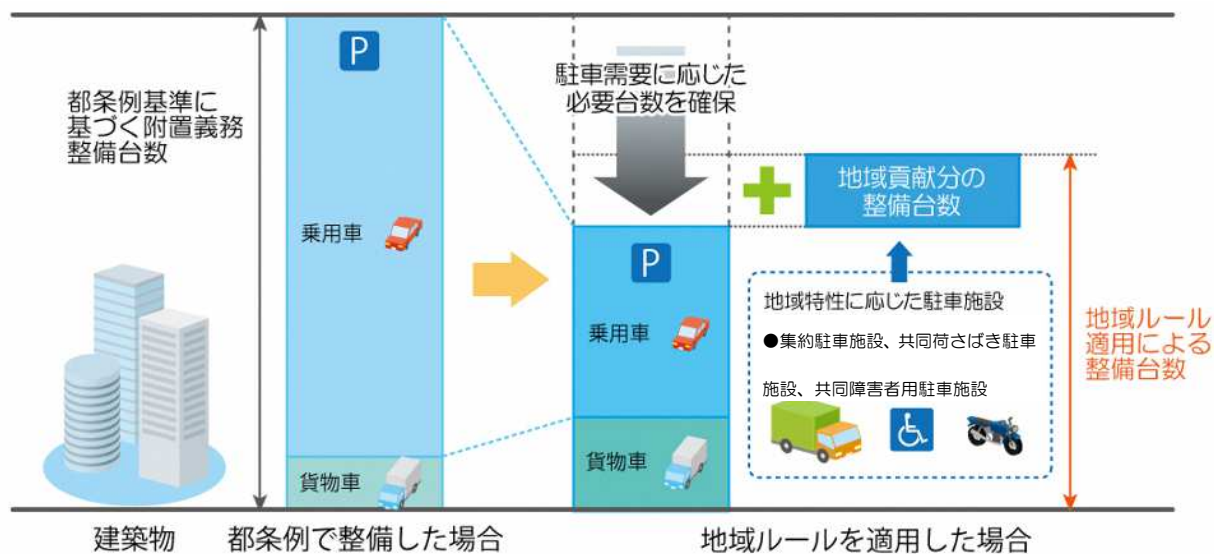 都条例基準に
基づく附置義務
整備台数
P
乗用車
貨物車
駐車需要に応じた
必要台数を確保
P
乗用車
貨物車
地域貢献分の
整備台数
地域特性に応じた駐車施設
●集約駐車施設、共同荷さばき駐車
施設、共同障害者用駐車施設
地域ルール
適用による
整備台数
建築物
都条例で整備した場合
地域ルールを適用した場合